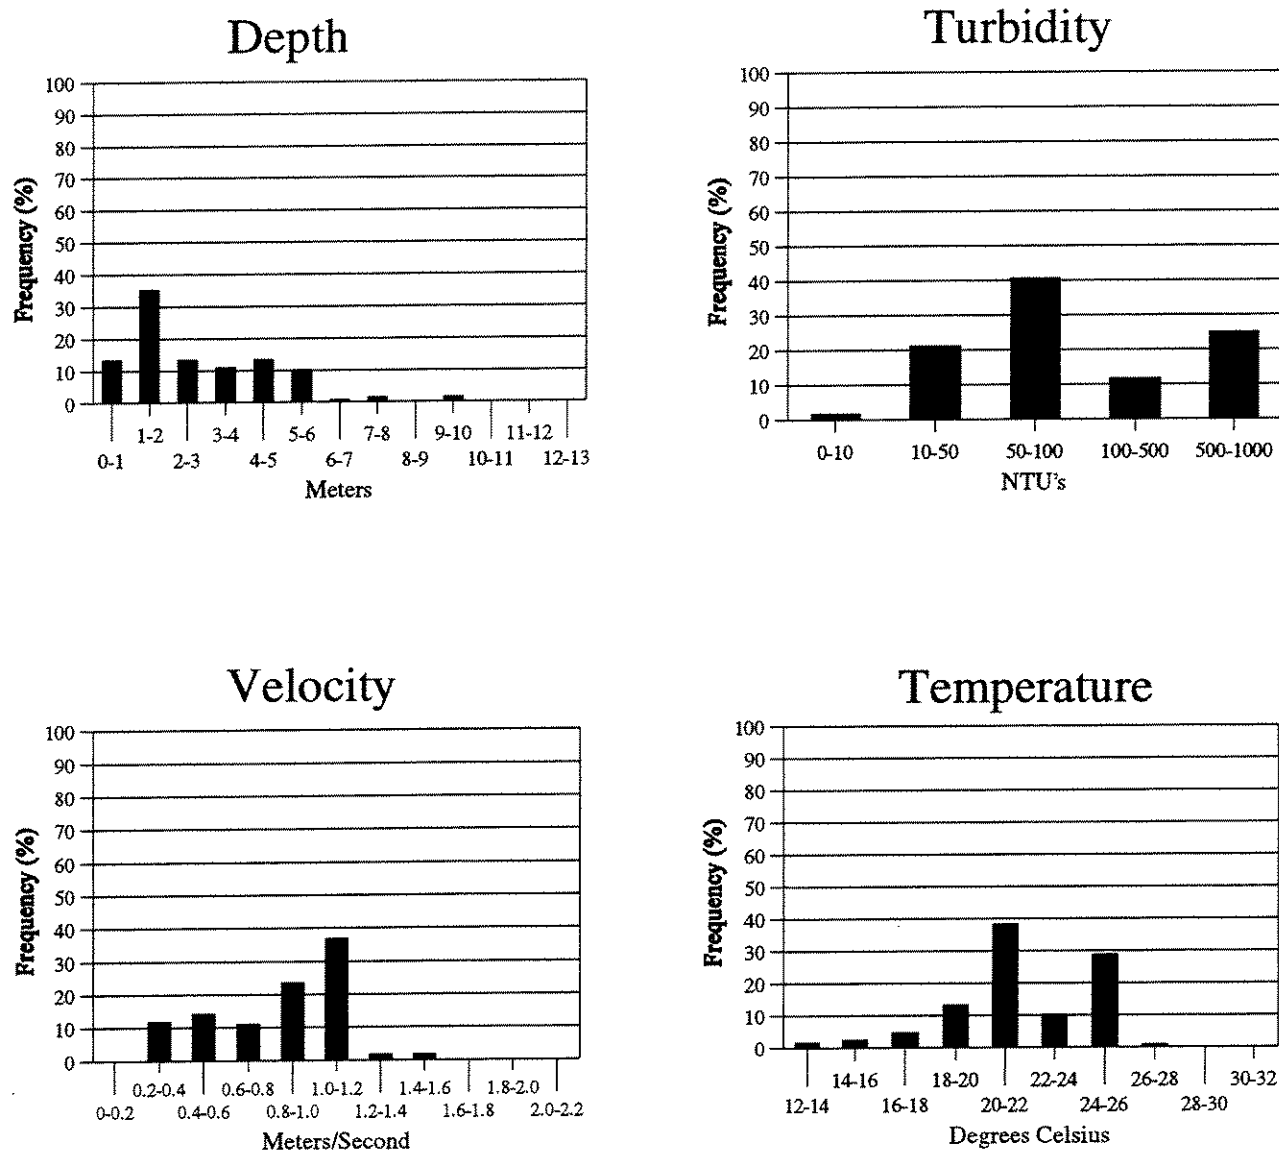 Depth
100
90
80
70
60
50
40
30
20
10
0
Frequency (%)
1-2 3-4 5-6 7-8 9-10 11-12
0-1 2-3 4-5 6-7 8-9 10-11 12-13
Meters
Turbidity
100
90
80
70
60
50
40
30
20
10
0
Frequency (%)
0-10 10-50 50-100 100-500 500-1000
NTU's
Velocity
100
90
80
70
60
50
40
30
20
10
0
Frequency (%)
0.2-0.4 0.6-0.8 1.0-1.2 1.4-1.6 1.8-2.0
0-0.2 0.4-0.6 0.8-1.0 1.2-1.4 1.6-1.8 2.0-2.2
Meters/Second
Temperature
100
90
80
70
60
50
40
30
20
10
0
Frequency (%)
14-16 18-20 22-24 26-28 30-32
12-14 16-18 20-22 24-26 28-30
Degrees Celsius